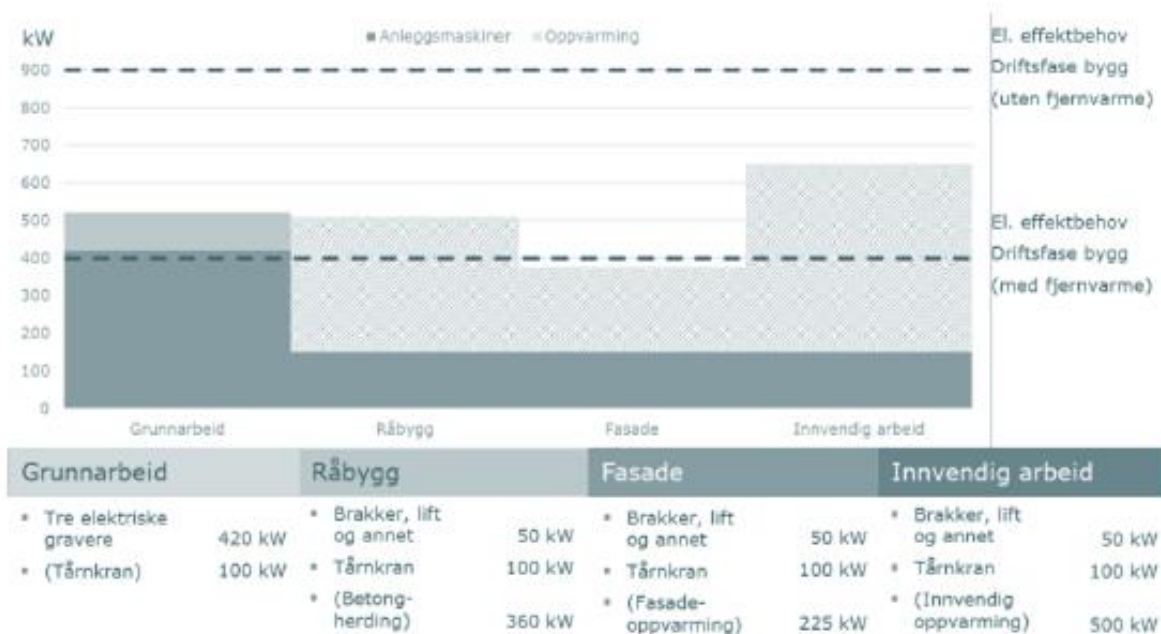 kW
Anleggsmaskiner
Oppvarming
900
800
700
600
500
400
300
200
100
0
El. effektbehov
Driftsfase bygg
(uten fjernvarme)
El. effektbehov
Driftsfase bygg
(med fjernvarme)
Grunnarbeid
Råbygg
Fasade
Innvendig arbeid
Grunnarbeid
Tre elektriske
gravere 420 kW
(Tårnkran) 100 kW
Råbygg
Brakker, lift
og annet 50 kW
Tårnkran 100 kW
(Betong-
herding) 360 kW
Fasade
Brakker, lift
og annet 50 kW
Tårnkran 100 kW
(Fasade-
oppvarming) 225 kW
Innvendig arbeid
Brakker, lift
og annet 50 kW
Tårnkran 100 kW
(Innvendig
oppvarming) 500 kW